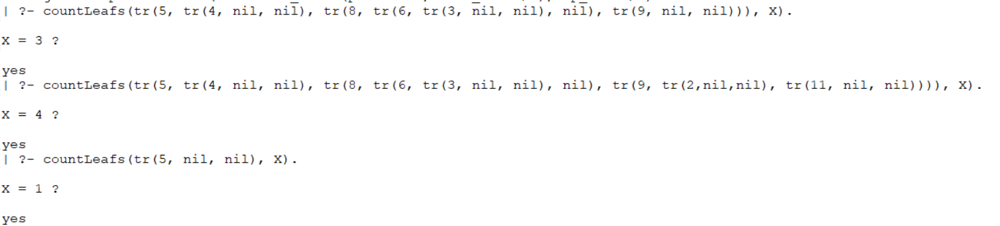 | ?- countLeafs(tr(5, tr(4, nil, nil), tr(8, tr(6, tr(3, nil, nil), nil), tr(9, nil, nil))), X).
X = 3 ?
yes
| ?- countLeafs(tr(5, tr(4, nil, nil), tr(8, tr(6, tr(3, nil, nil), nil), tr(9, tr(2,nil,nil), tr(11, nil, nil)))), X).
X = 4 ?
yes
| ?- countLeafs(tr(5, nil, nil), X).
X = 1 ?
yes